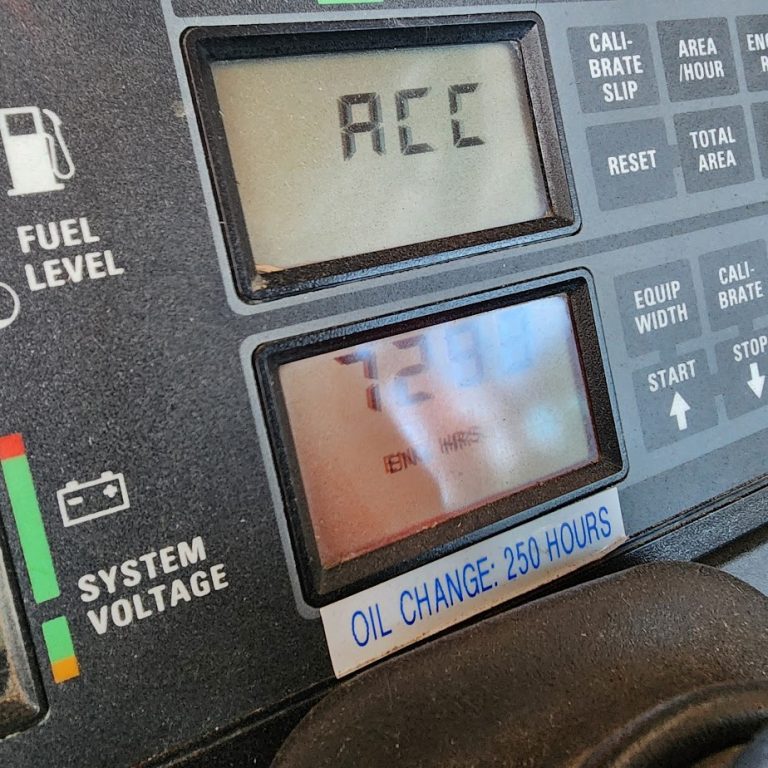 ACC
CALI-
BRATE
SLIP
AREA
/HOUR
RESET
TOTAL
AREA
FUEL
LEVEL
EQUIP
WIDTH
CALI-
BRATE
START
STOP
HRS
SYSTEM
VOLTAGE
OIL CHANGE: 250 HOURS